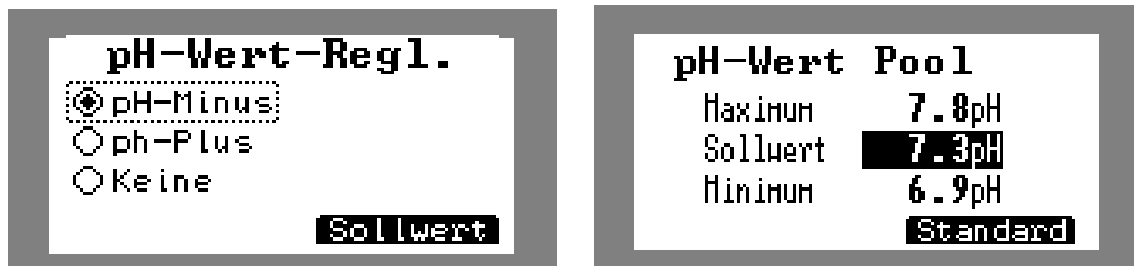 pH-Wert-Regl.
pH-Minus
ph-Plus
Keine
Sollwert
pH-Wert Pool
Maximum 7.8pH
Sollwert 7.3pH
Minimum 6.9pH
Standard